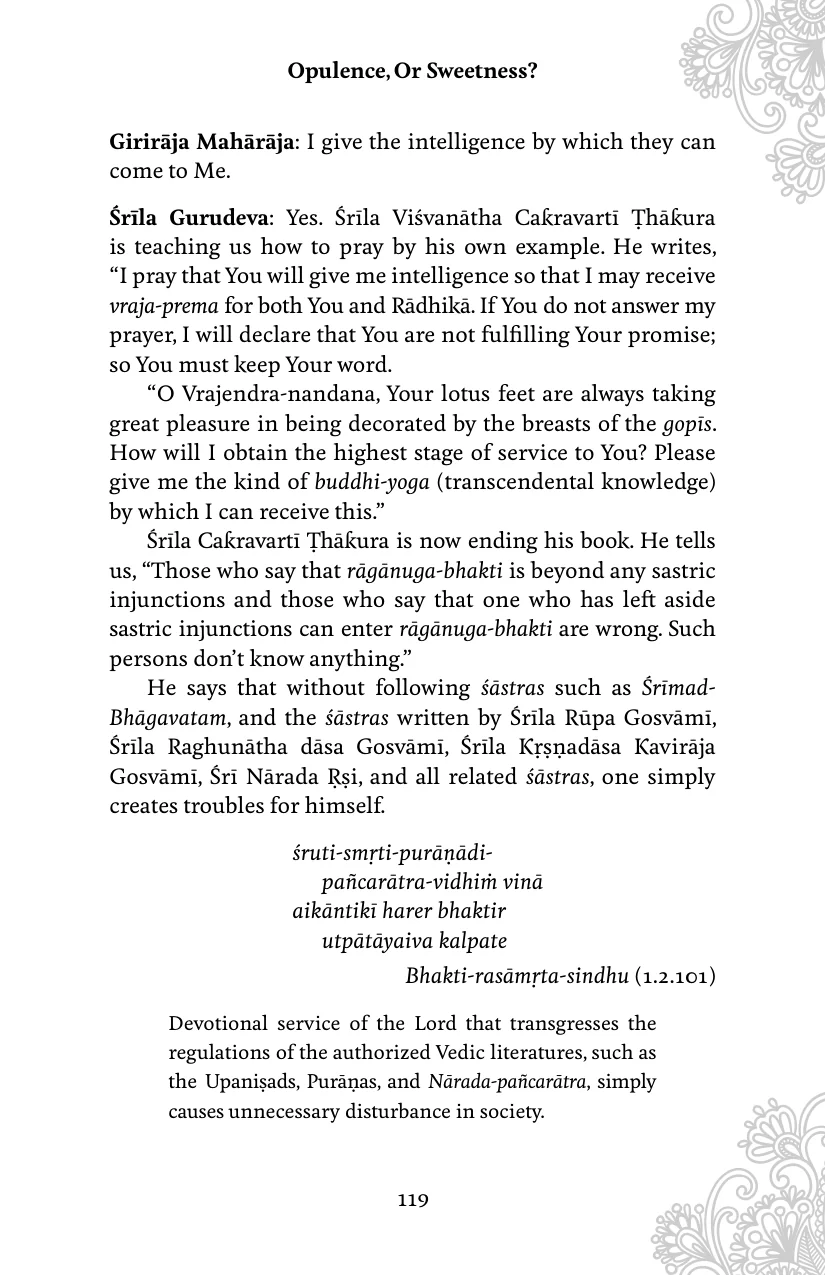 Opulence, Or Sweetness?
Girirāja Mahārāja: I give the intelligence by which they can
come to Me.
Śrīla Gurudeva: Yes. Śrīla Viśvanātha Cakravartī Ṭhākura
is teaching us how to pray by his own example. He writes,
“I pray that You will give me intelligence so that I may receive
vraja-prema for both You and Rādhikā. If You do not answer my
prayer, I will declare that You are not fulfilling Your promise;
so You must keep Your word.
“O Vrajendra-nandana, Your lotus feet are always taking
great pleasure in being decorated by the breasts of the gopīs.
How will I obtain the highest stage of service to You? Please
give me the kind of buddhi-yoga (transcendental knowledge)
by which I can receive this.”
Śrīla Cakravartī Ṭhākura is now ending his book. He tells
us, “Those who say that rāgānuga-bhakti is beyond any sastric
injunctions and those who say that one who has left aside
sastric injunctions can enter rāgānuga-bhakti are wrong. Such
persons don’t know anything.”
He says that without following śāstras such as Śrīmad-
Bhāgavatam, and the śāstras written by Śrīla Rūpa Gosvāmī,
Śrīla Raghunātha dāsa Gosvāmī, Śrīla Kṛṣṇadāsa Kavirāja
Gosvāmī, Śrī Nārada Ṛṣi, and all related śāstras, one simply
creates troubles for himself.
śruti-smṛti-purāṇādi-
pañcarātra-vidhiṁ vinā
aikāntikī harer bhaktir
utpātāyaiva kalpate
Bhakti-rasāmṛta-sindhu (1.2.101)
Devotional service of the Lord that transgresses the
regulations of the authorized Vedic literatures, such as
the Upaniṣads, Purāṇas, and Nārada-pañcarātra, simply
causes unnecessary disturbance in society.
119